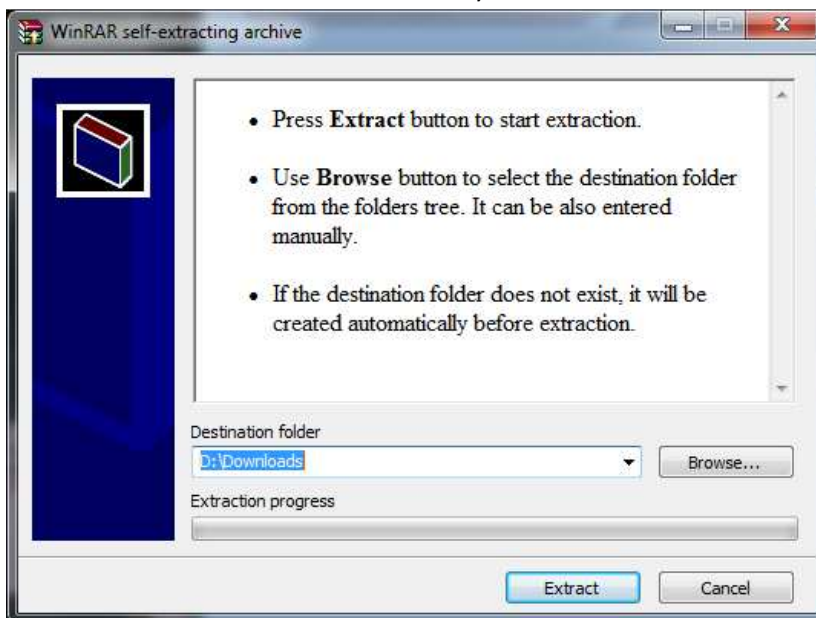 WinRAR self-extracting archive
• Press Extract button to start extraction.
• Use Browse button to select the destination folder
from the folders tree. It can be also entered
manually.
• If the destination folder does not exist, it will be
created automatically before extraction.
Destination folder
D:\Downloads
Browse...
Extraction progress
Extract
Cancel